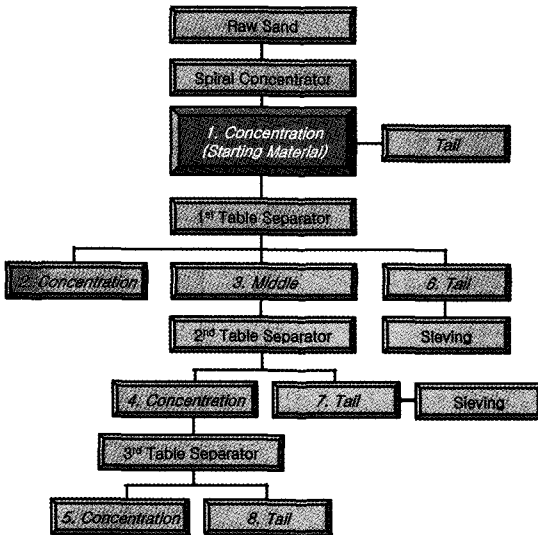 Raw Sand
Spiral Concentrator
1. Concentration
(Starting Material)
Tail
1st Table Separator
2. Concentration
3. Middle
6. Tail
2nd Table Separator
Sieving
4. Concentration
7. Tail
Sieving
3rd Table Separator
5. Concentration
8. Tail